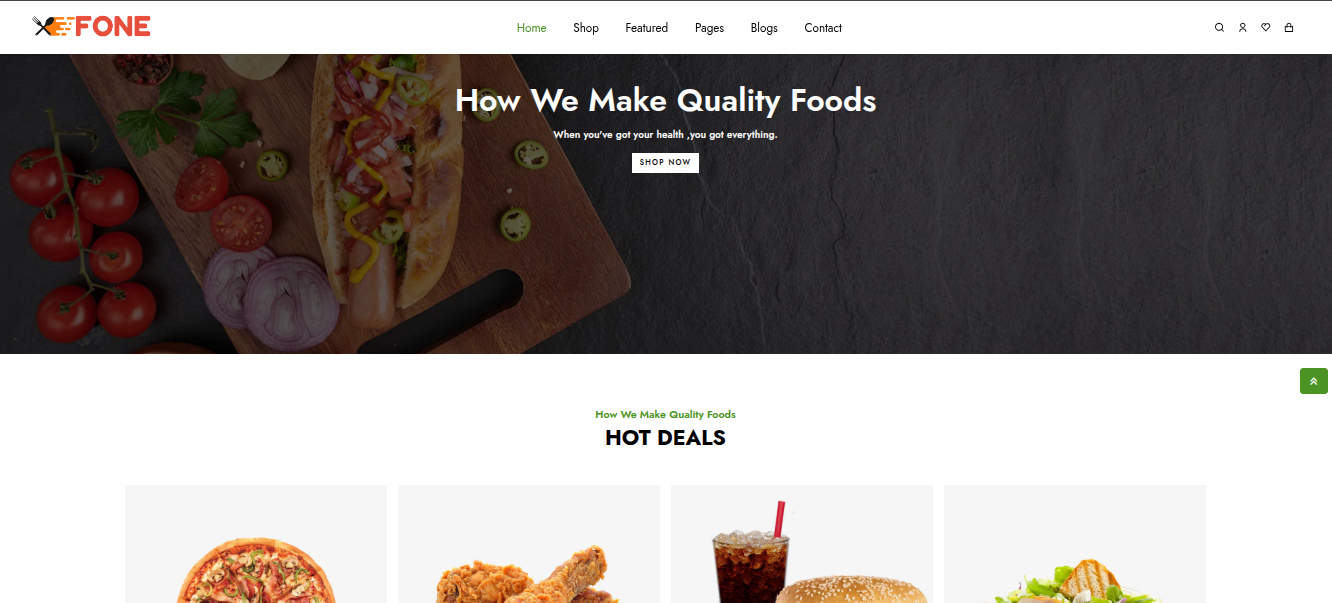 FONE
Home Shop Featured Pages Blogs Contact
How We Make Quality Foods
When you've got your health ,you got everything.
SHOP NOW
How We Make Quality Foods
HOT DEALS